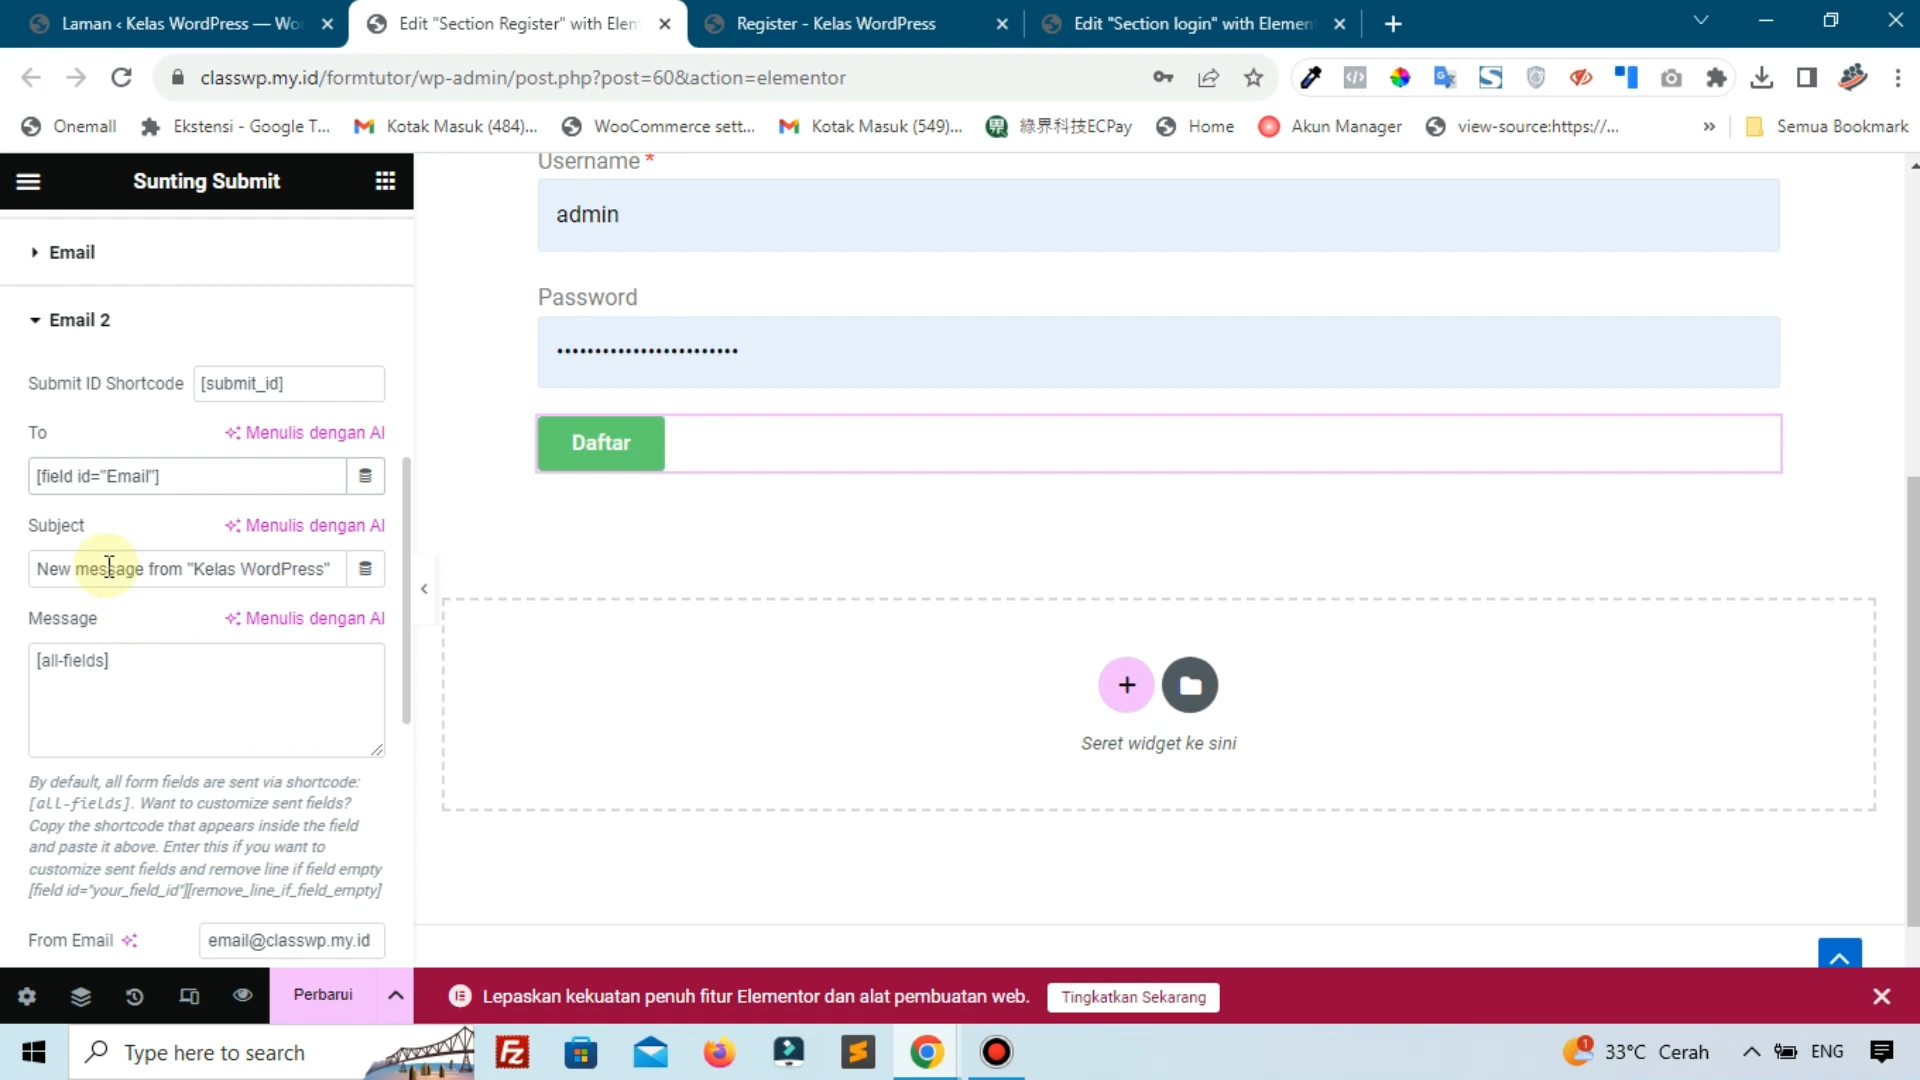 Laman ‹ Kelas WordPress — Wo
Edit "Section Register" with Elem
Register - Kelas WordPress
Edit "Section login" with Elemen
classwp.my.id/formtutor/wp-admin/post.php?post=60&action=elementor
Onemall
Ekstensi - Google T...
Kotak Masuk (484)...
WooCommerce sett...
Kotak Masuk (549)...
綠界科技ECPay
Home
Akun Manager
view-source:https://...
»
Semua Bookmark
Sunting Submit
Email
Email 2
Submit ID Shortcode
[submit_id]
To
Menulis dengan AI
[field id="Email"]
Subject
Menulis dengan AI
New message from "Kelas WordPress"
Message
Menulis dengan AI
[all-fields]
By default, all form fields are sent via shortcode:
[all-fields]. Want to customize sent fields?
Copy the shortcode that appears inside the field
and paste it above. Enter this if you want to
customize sent fields and remove line if field empty
[field id="your_field_id"][remove_line_if_field_empty]
From Email
email@classwp.my.id
Perbarui
Username *
admin
Password
Daftar
Seret widget ke sini
Lepaskan kekuatan penuh fitur Elementor dan alat pembuatan web.
Tingkatkan Sekarang
Type here to search
1
33°C Cerah
ENG